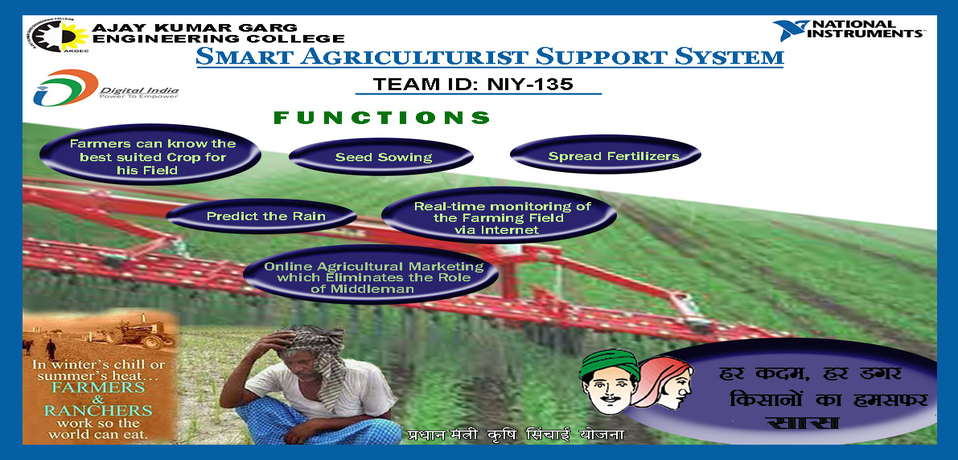 AJAY KUMAR GARG
ENGINEERING COLLEGE
AKGEC
NATIONAL
INSTRUMENTS™
SMART AGRICULTURIST SUPPORT SYSTEM
Digital India
Power To Empower
TEAM ID: NIY-135
FUNCTIONS
Farmers can know the
best suited Crop for
his Field
Seed Sowing
Spread Fertilizers
Predict the Rain
Real-time monitoring of
the Farming Field
via Internet
Online Agricultural Marketing
which Eliminates the Role
of Middleman
In winter's chill or
summer's heat...
FARMERS
&
RANCHERS
work so the
world can eat.
हर कदम, हर डगर
किसानों का हमसफर
सास
प्रधान मंत्री कृषि सिंचाई योजना